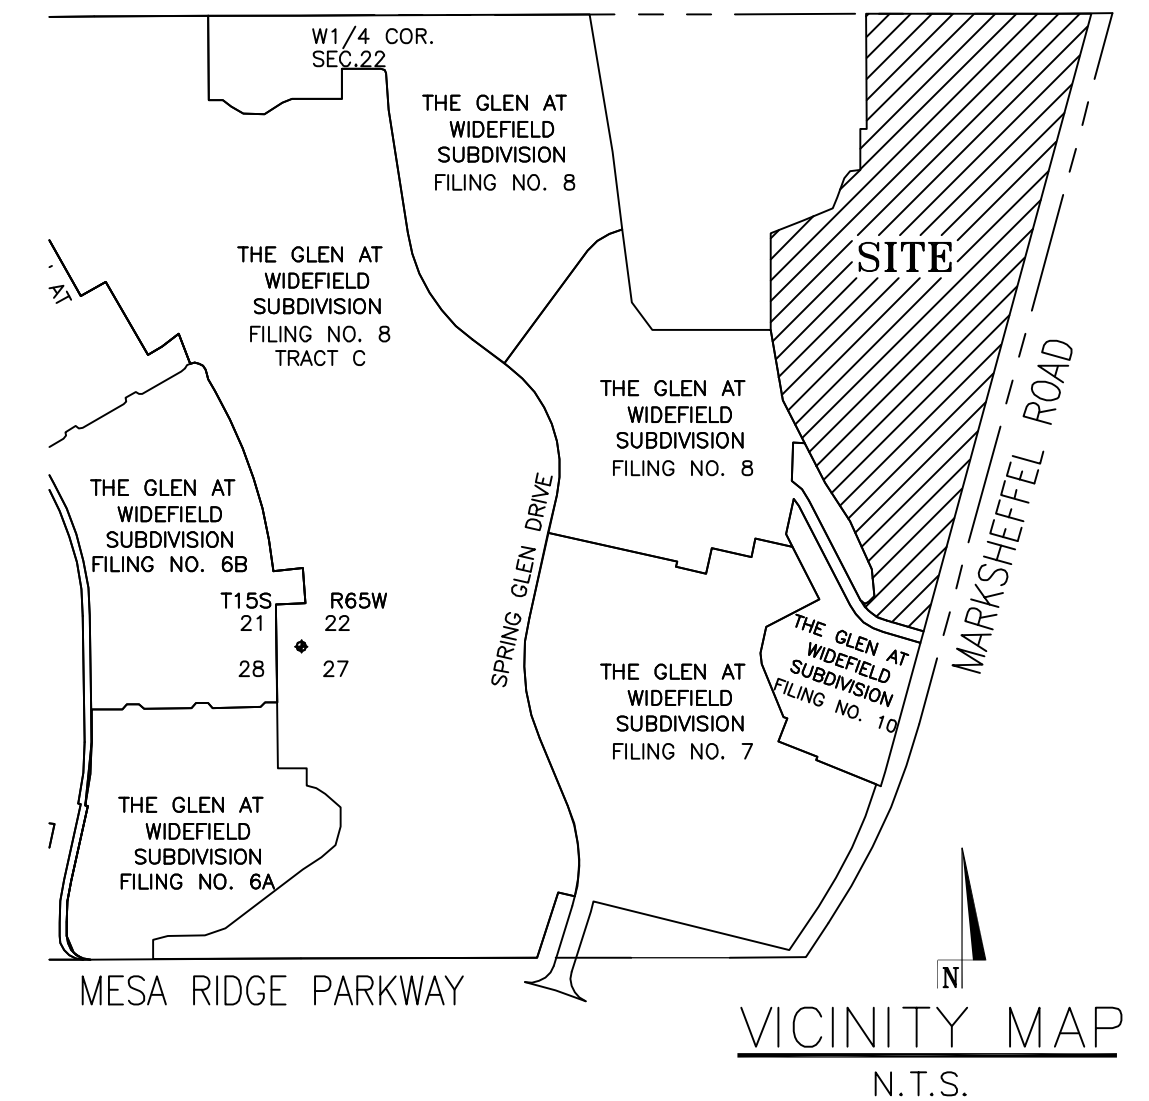 W1/4 COR.
SEC.22
THE GLEN AT
WIDEFIELD
SUBDIVISION
FILING NO. 8
THE GLEN AT
WIDEFIELD
SUBDIVISION
FILING NO. 8
TRACT C
SITE
AT
MARKSHEFFEL ROAD
THE GLEN AT
WIDEFIELD
SUBDIVISION
FILING NO. 8
THE GLEN AT
WIDEFIELD
SUBDIVISION
FILING NO. 6B
SPRING GLEN DRIVE
T15S R65W
21 22
28 27
THE GLEN AT
WIDEFIELD
SUBDIVISION
FILING NO. 10
THE GLEN AT
WIDEFIELD
SUBDIVISION
FILING NO. 7
THE GLEN AT
WIDEFIELD
SUBDIVISION
FILING NO. 6A
MESA RIDGE PARKWAY
N
VICINITY MAP
N.T.S.